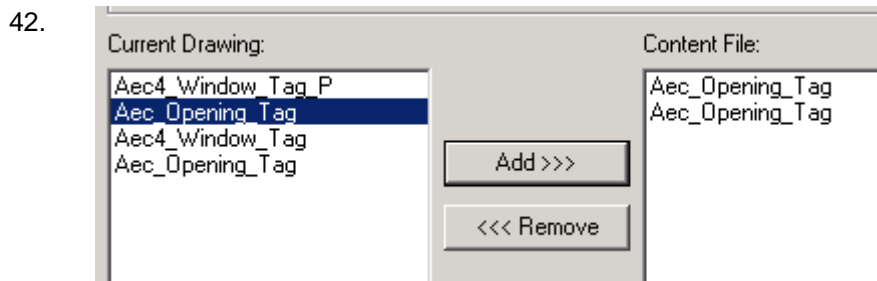 42.
Current Drawing:
Aec4_Window_Tag_P
Aec_Opening_Tag
Aec4_Window_Tag
Aec_Opening_Tag
Add >>>
<<< Remove
Content File:
Aec_Opening_Tag
Aec_Opening_Tag